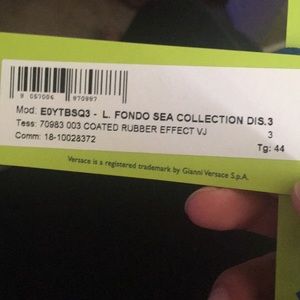 8 057006 970997
Mod. E0YTBSQ3 - L. FONDO SEA COLLECTION DIS.3
Tess: 70983 003 COATED RUBBER EFFECT VJ 3
Comm: 18-10028372 Tg: 44
Versace is a registered trademark by Gianni Versace S.p.A.